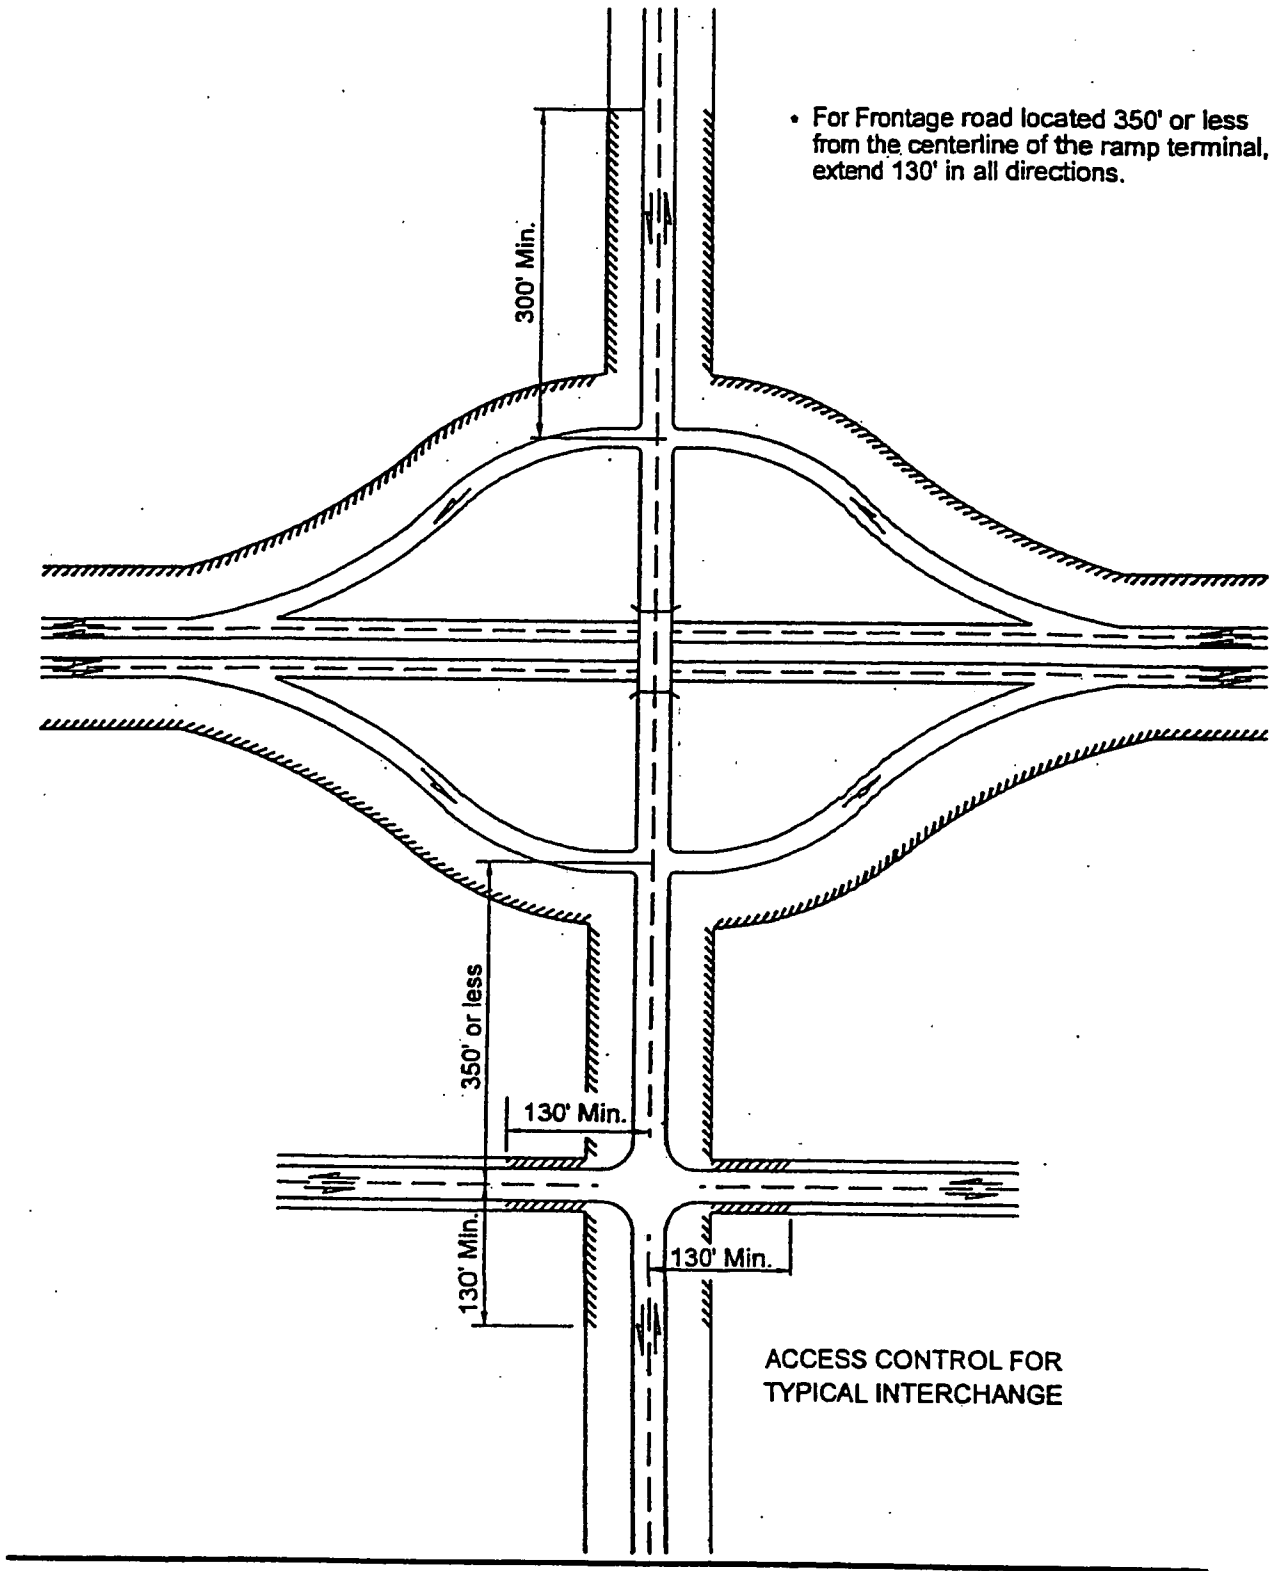 • For Frontage road located 350' or less
from the centerline of the ramp terminal,
extend 130' in all directions.
300' Min.
350' or less
130' Min.
130' Min.
130' Min.
ACCESS CONTROL FOR
TYPICAL INTERCHANGE